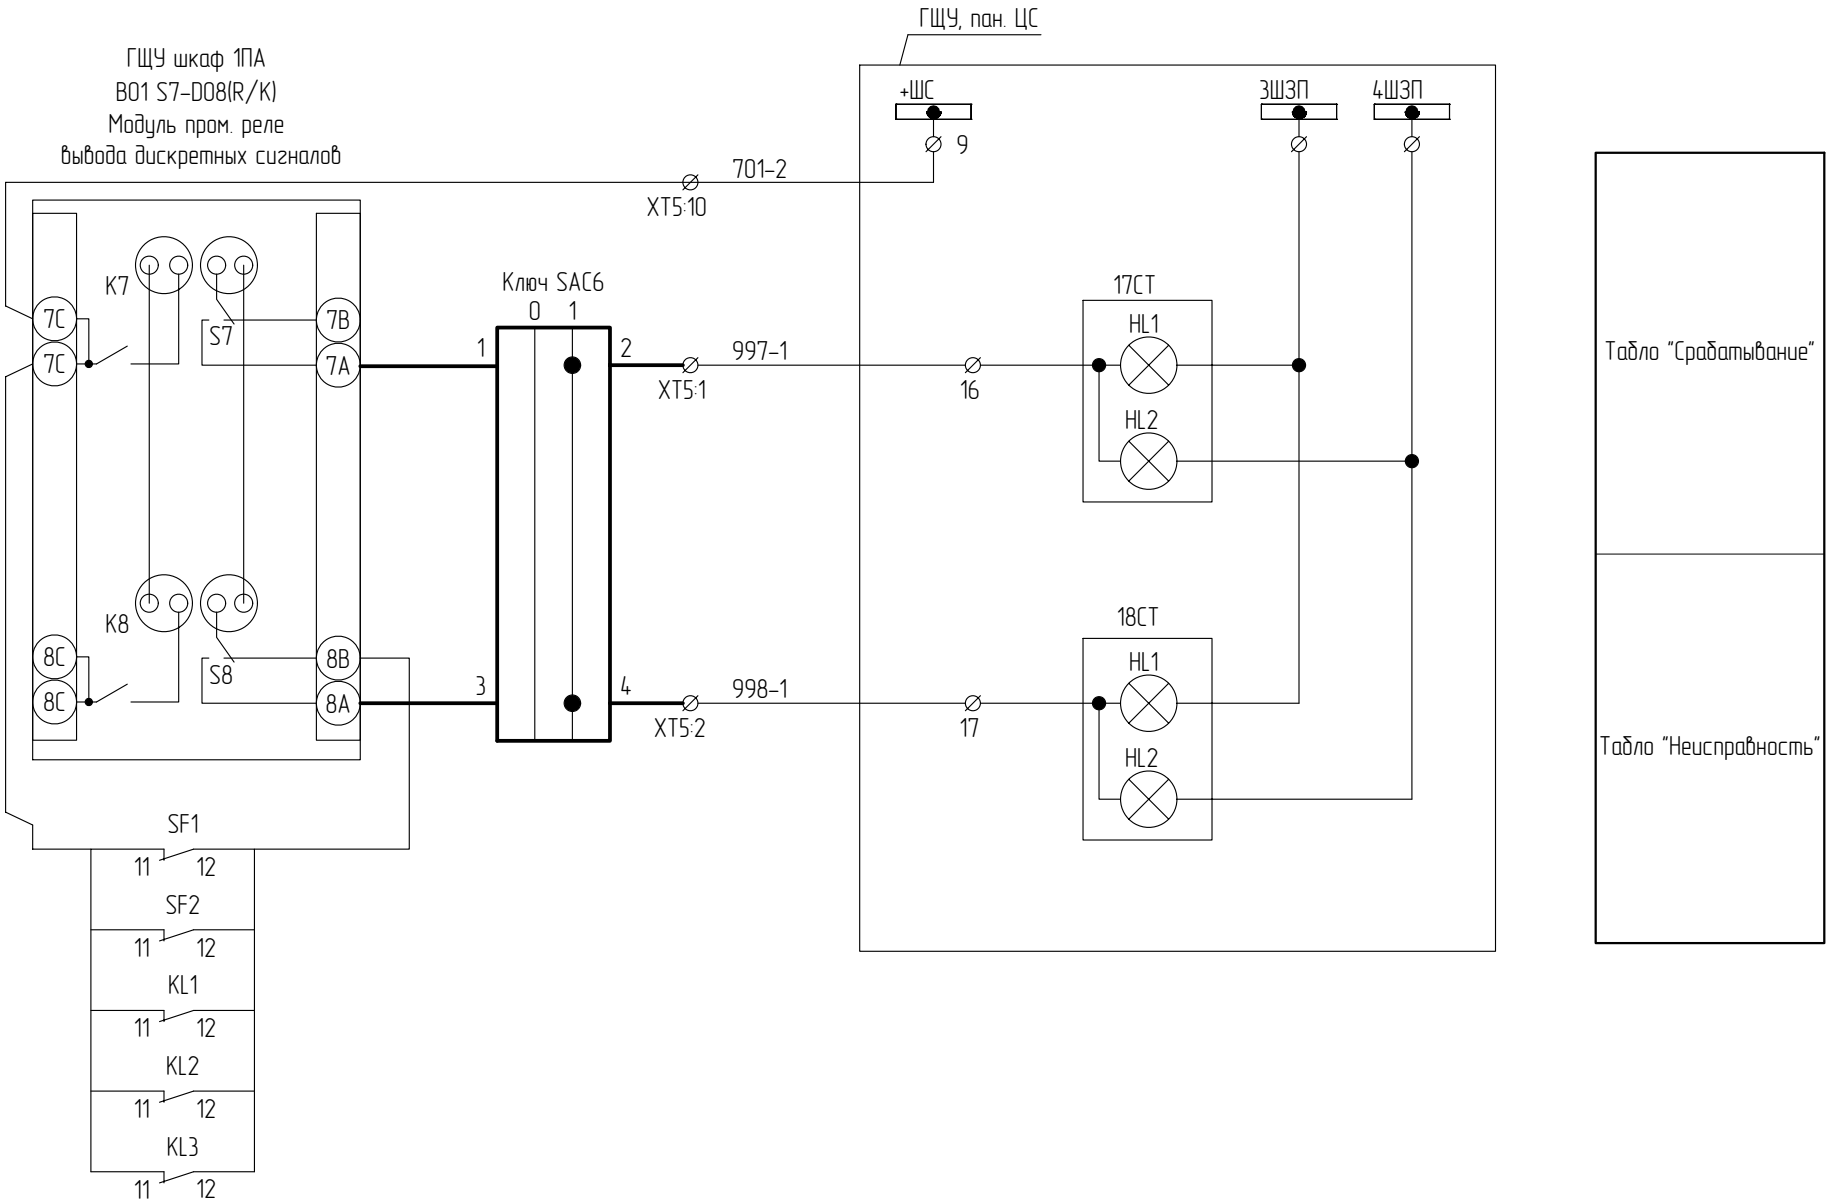 ГЩУ, пан. ЦС
ГЩУ шкаф 1ПА
В01 S7-D08(R/K)
Модуль пром. реле
вывода дискретных сигналов
+ШС
3ШЗП
4ШЗП
9
701-2
XT5:10
K7
S7
7C
7C
7B
7A
Ключ SAC6
0 1
1
2
997-1
XT5:1
16
17СТ
HL1
HL2
Табло "Срабатывание"
K8
S8
8C
8C
8B
8A
3
4
998-1
XT5:2
17
18СТ
HL1
HL2
Табло "Неисправность"
SF1
11 12
SF2
11 12
KL1
11 12
KL2
11 12
KL3
11 12